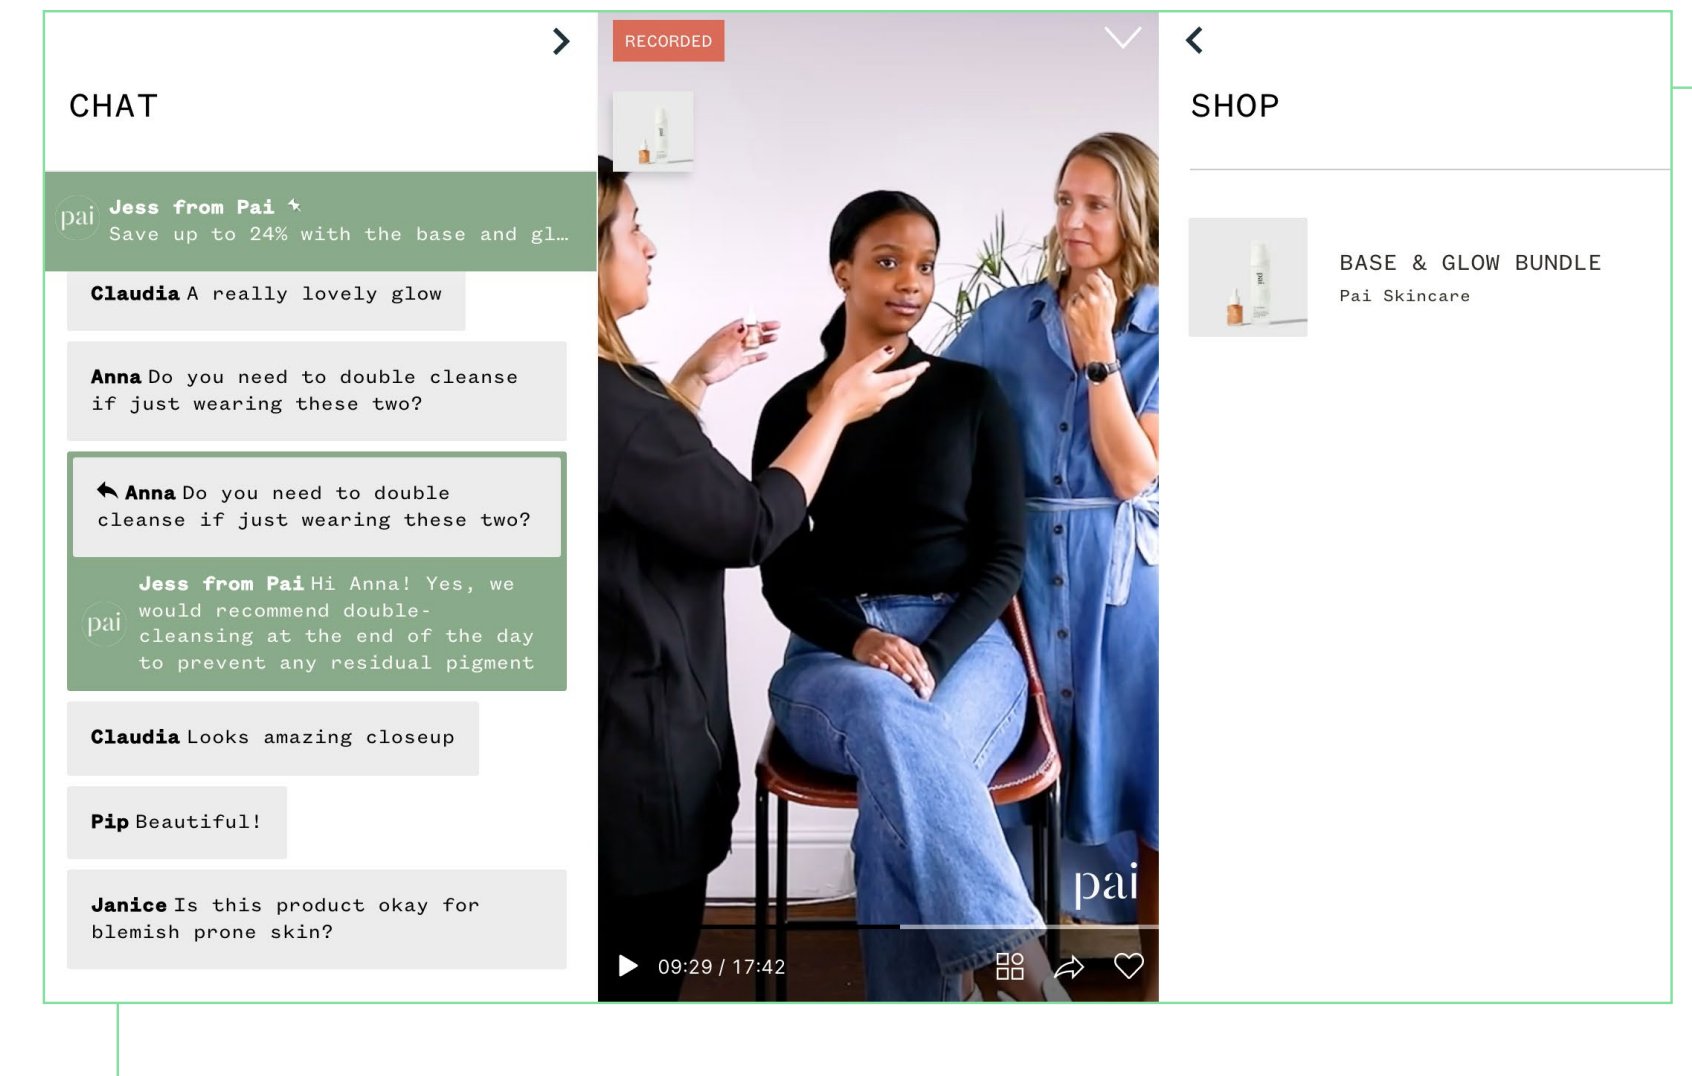 CHAT
pai
Jess from Pai
Save up to 24% with the base and gl…
Claudia A really lovely glow
Anna Do you need to double cleanse
if just wearing these two?
Anna Do you need to double
cleanse if just wearing these two?
pai
Jess from Pai Hi Anna! Yes, we
would recommend double-
cleansing at the end of the day
to prevent any residual pigment
Claudia Looks amazing closeup
Pip Beautiful!
Janice Is this product okay for
blemish prone skin?
RECORDED
pai
09:29 / 17:42
SHOP
pai
BASE & GLOW BUNDLE
Pai Skincare